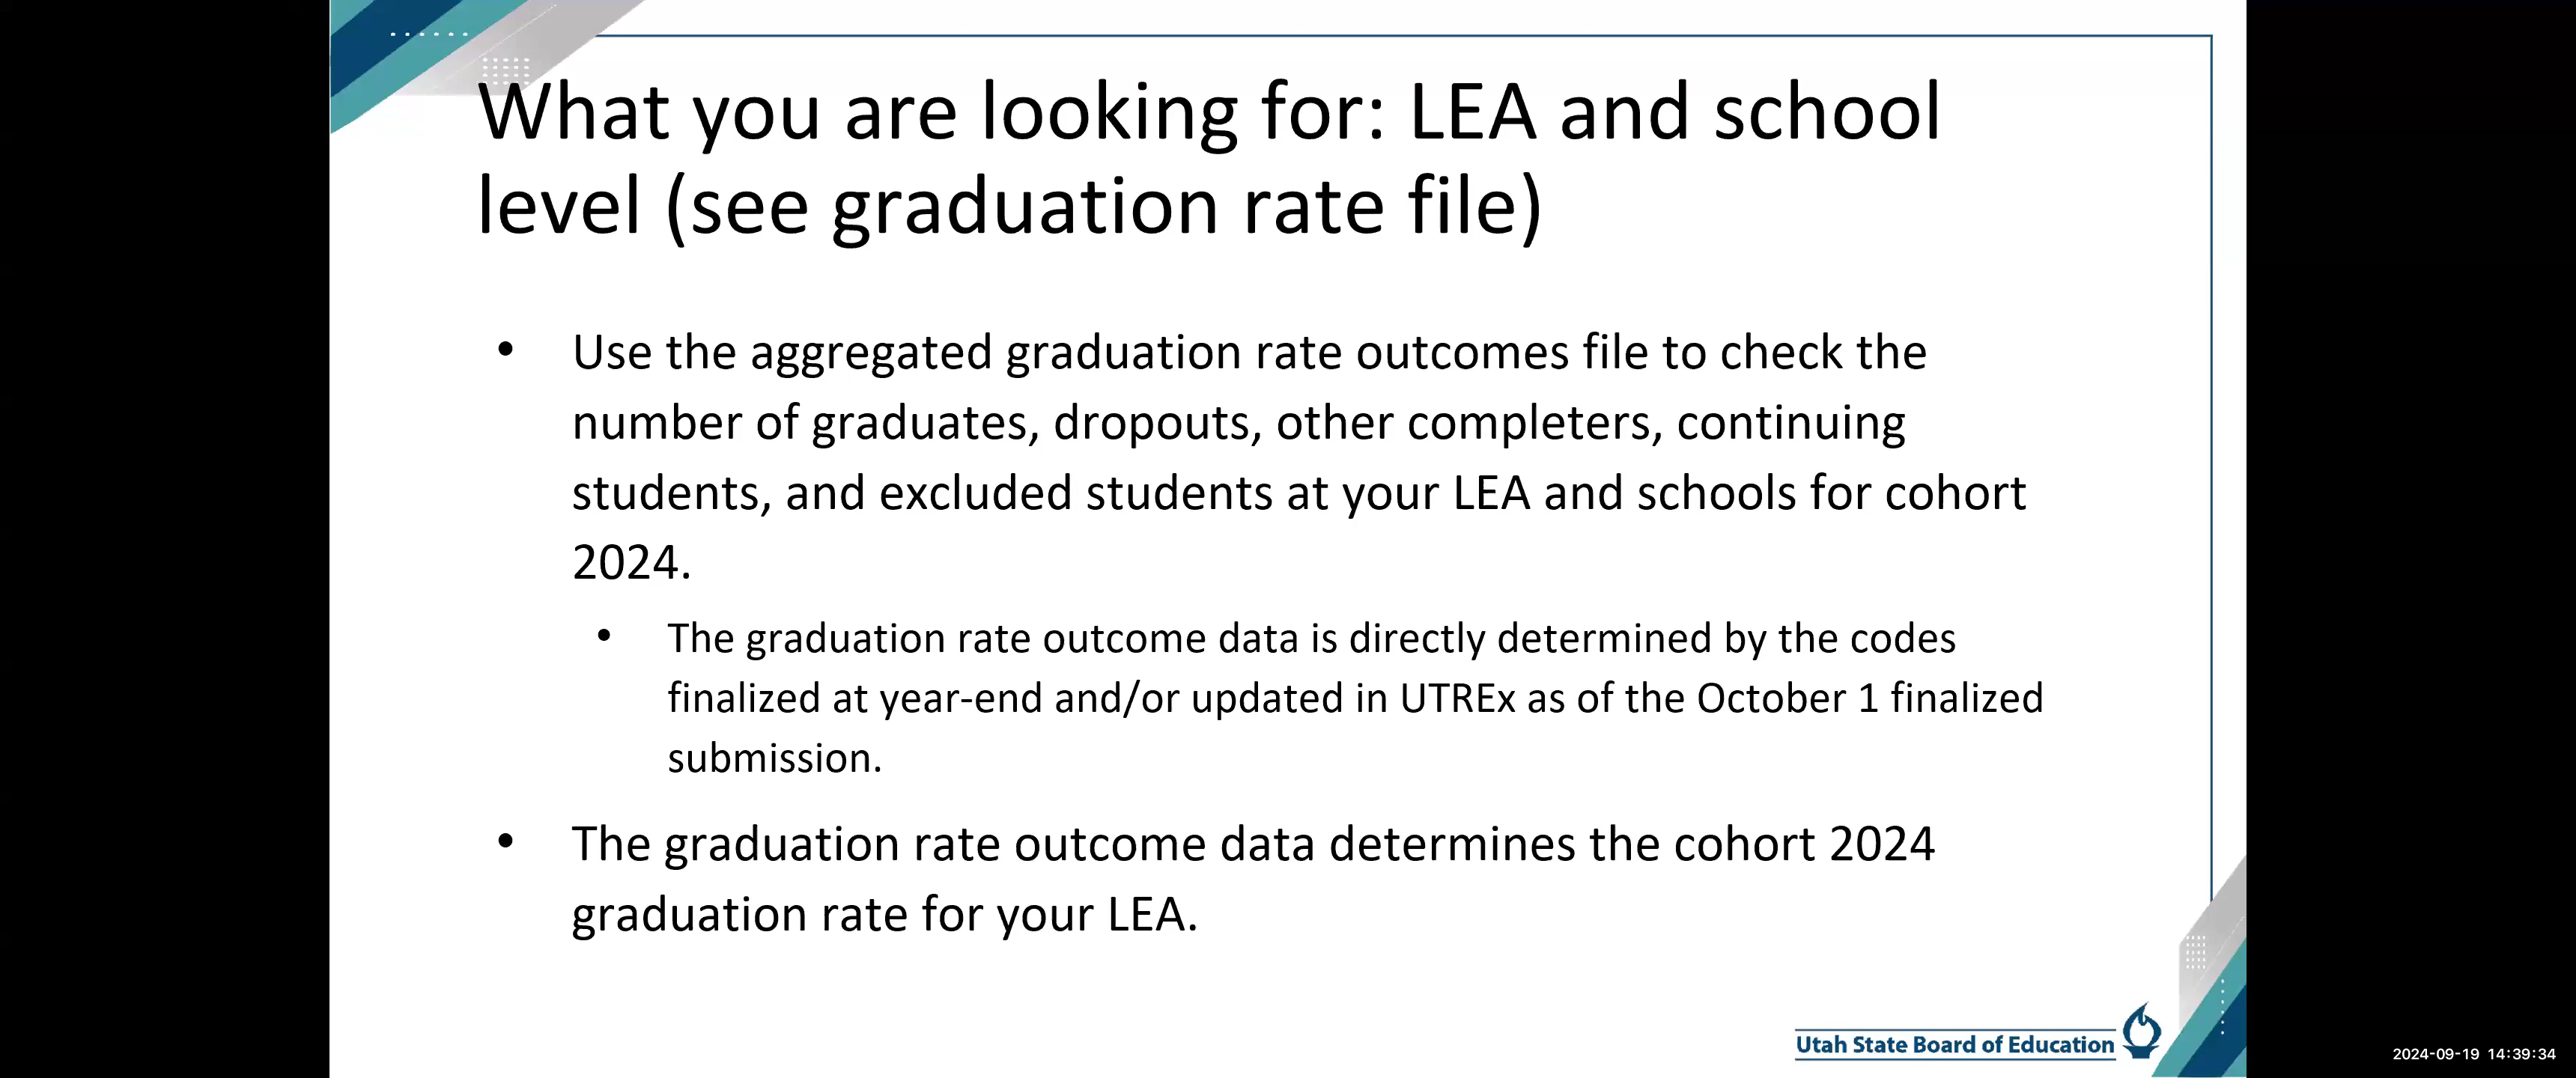 What you are looking for: LEA and school
level (see graduation rate file)
• Use the aggregated graduation rate outcomes file to check the
number of graduates, dropouts, other completers, continuing
students, and excluded students at your LEA and schools for cohort
2024.
• The graduation rate outcome data is directly determined by the codes
finalized at year-end and/or updated in UTREx as of the October 1 finalized
submission.
• The graduation rate outcome data determines the cohort 2024
graduation rate for your LEA.
Utah State Board of Education
2024-09-19 14:39:34